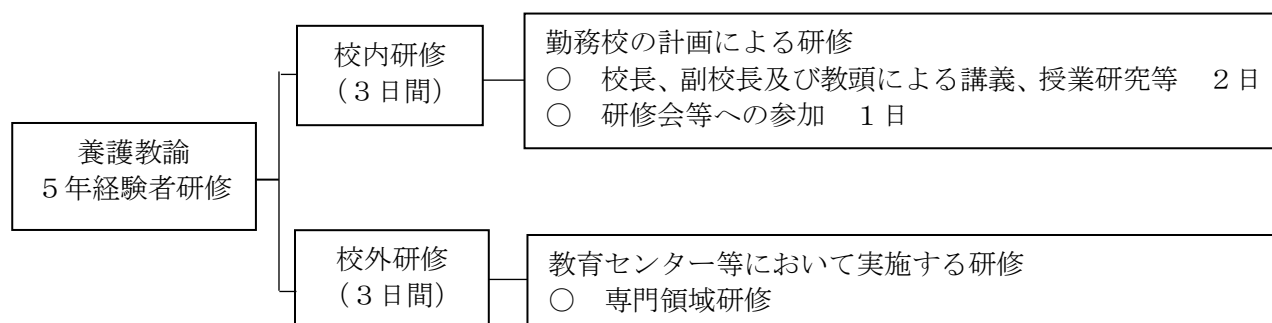 養護教諭
５年経験者研修
校内研修
（３日間）
勤務校の計画による研修
○　校長、副校長及び教頭による講義、授業研究等　２日
○　研修会等への参加　１日
校外研修
（３日間）
教育センター等において実施する研修
○　専門領域研修